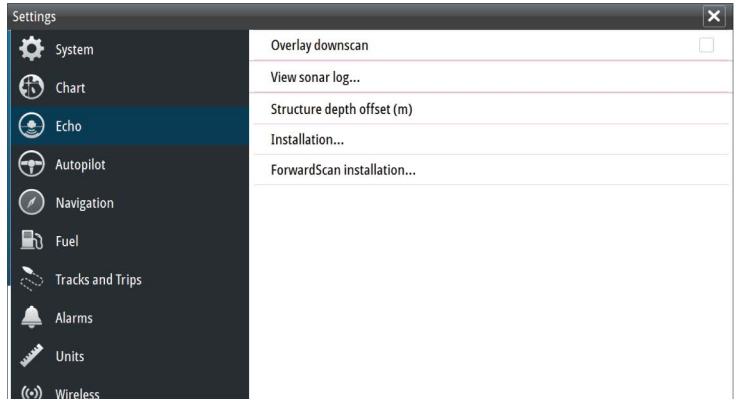 Settings
System
Chart
Echo
Autopilot
Navigation
Fuel
Tracks and Trips
Alarms
Units
Wireless
Overlay downscan
View sonar log...
Structure depth offset (m)
Installation...
ForwardScan installation...